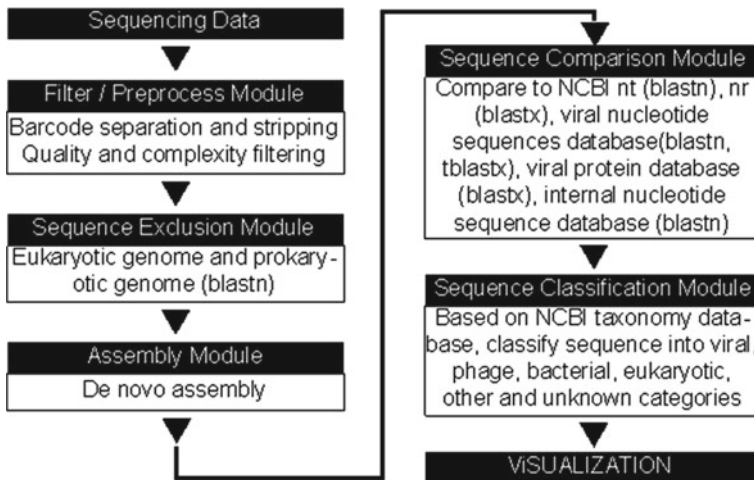 Sequencing Data
Filter / Preprocess Module
Barcode separation and stripping
Quality and complexity filtering
Sequence Exclusion Module
Eukaryotic genome and prokary-
otic genome (blastn)
Assembly Module
De novo assembly
Sequence Comparison Module
Compare to NCBI nt (blastn), nr
(blastx), viral nucleotide
sequences database(blastn,
tblastx), viral protein database
(blastx), internal nucleotide
sequence database (blastn)
Sequence Classification Module
Based on NCBI taxonomy data-
base, classify sequence into viral,
phage, bacterial, eukaryotic,
other and unknown categories
ViSUALIZATION